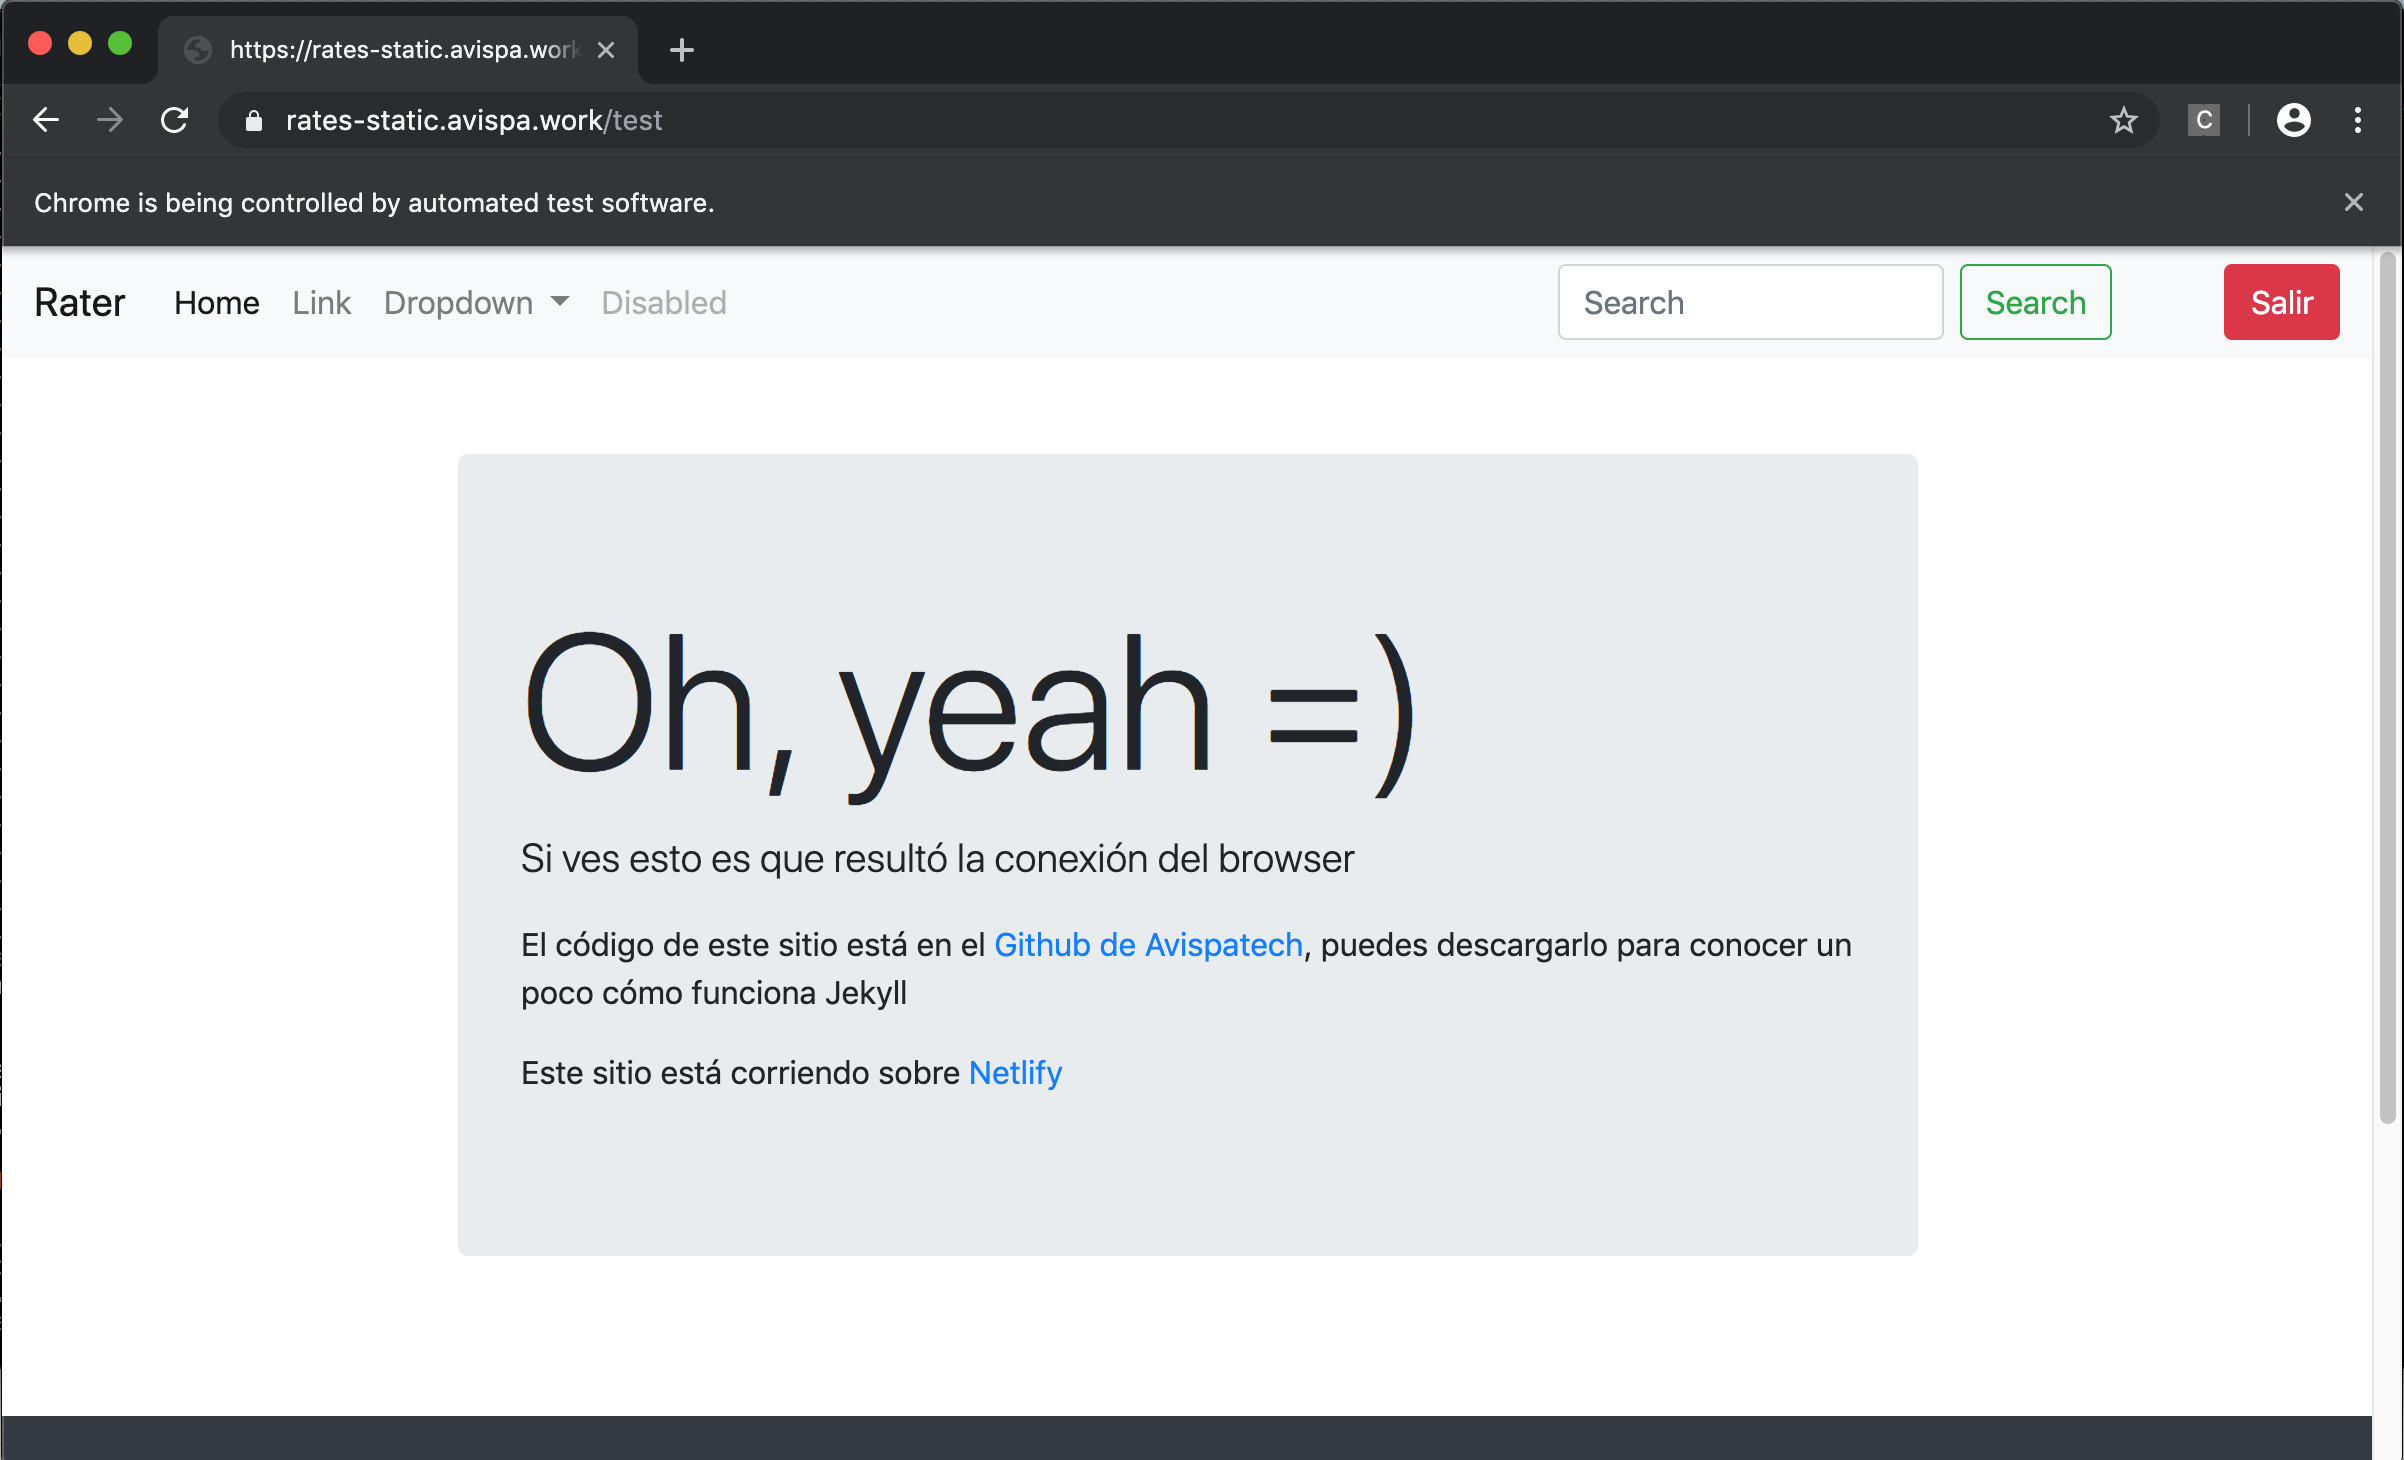 https://rates-static.avispa.work
rates-static.avispa.work/test
C
Chrome is being controlled by automated test software.
Rater Home Link Dropdown Disabled Search Search Salir
Oh, yeah =)
Si ves esto es que resultó la conexión del browser
El código de este sitio está en el Github de Avispatech, puedes descargarlo para conocer un
poco cómo funciona Jekyll
Este sitio está corriendo sobre Netlify